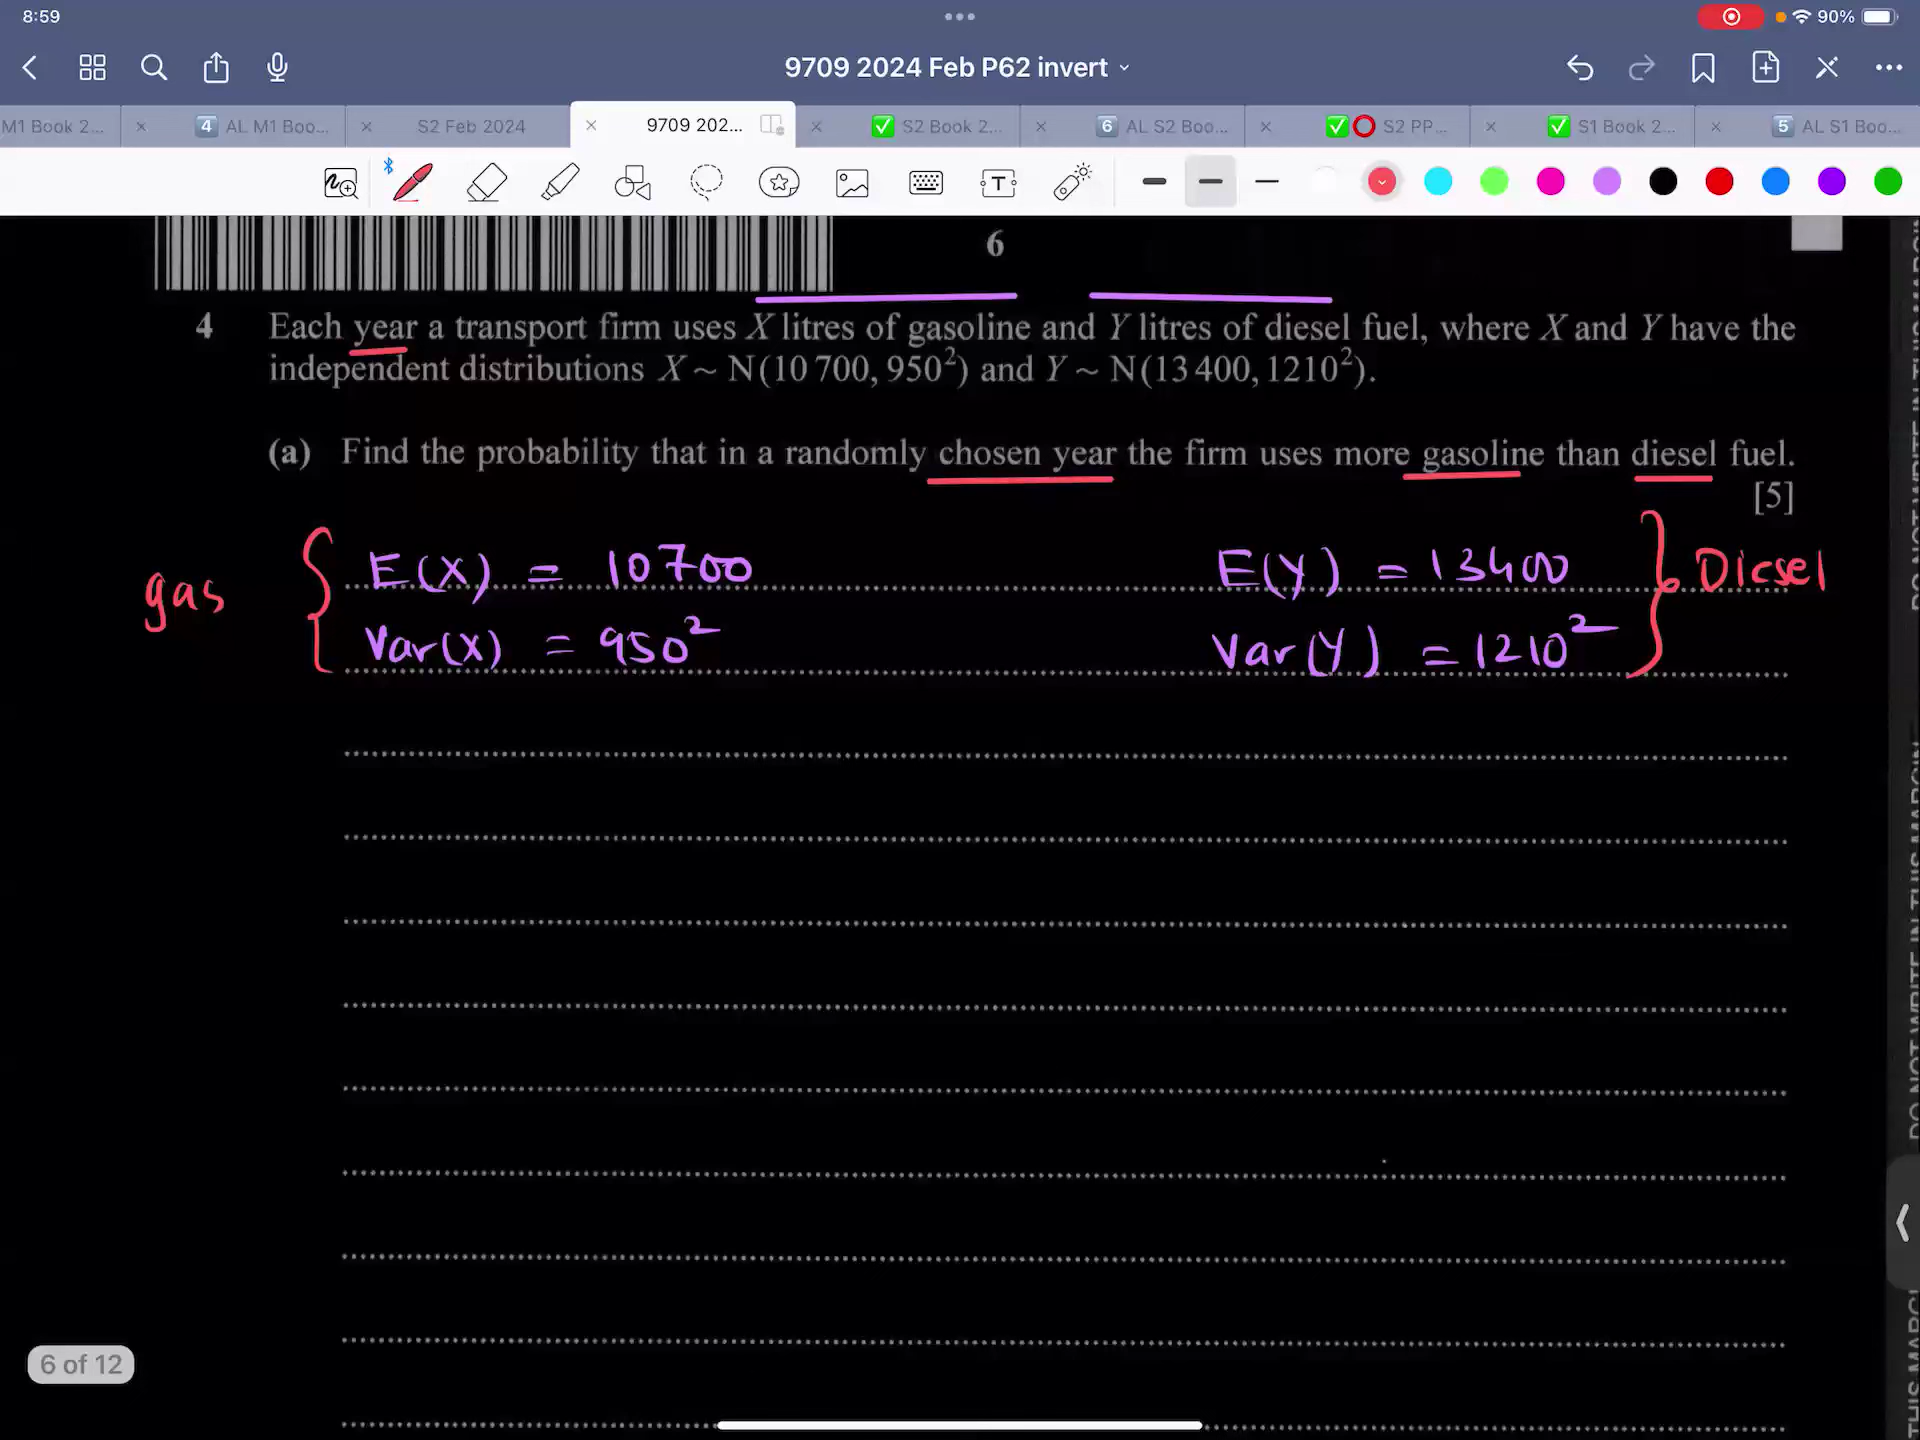 8:59
90%
9709 2024 Feb P62 invert
M1 Book 2...
4 AL M1 Boo...
S2 Feb 2024
9709 202...
S2 Book 2...
6 AL S2 Boo...
S2 PP...
S1 Book 2...
5 AL S1 Boo...
6
4 Each year a transport firm uses X litres of gasoline and Y litres of diesel fuel, where X and Y have the
independent distributions X ~ N(10 700, 950²) and Y ~ N(13 400, 1210²).
(a) Find the probability that in a randomly chosen year the firm uses more gasoline than diesel fuel.
[5]
gas
E(X) = 10700
Var(X) = 950²
E(Y) = 13400
Var(Y) = 1210²
Diesel
6 of 12